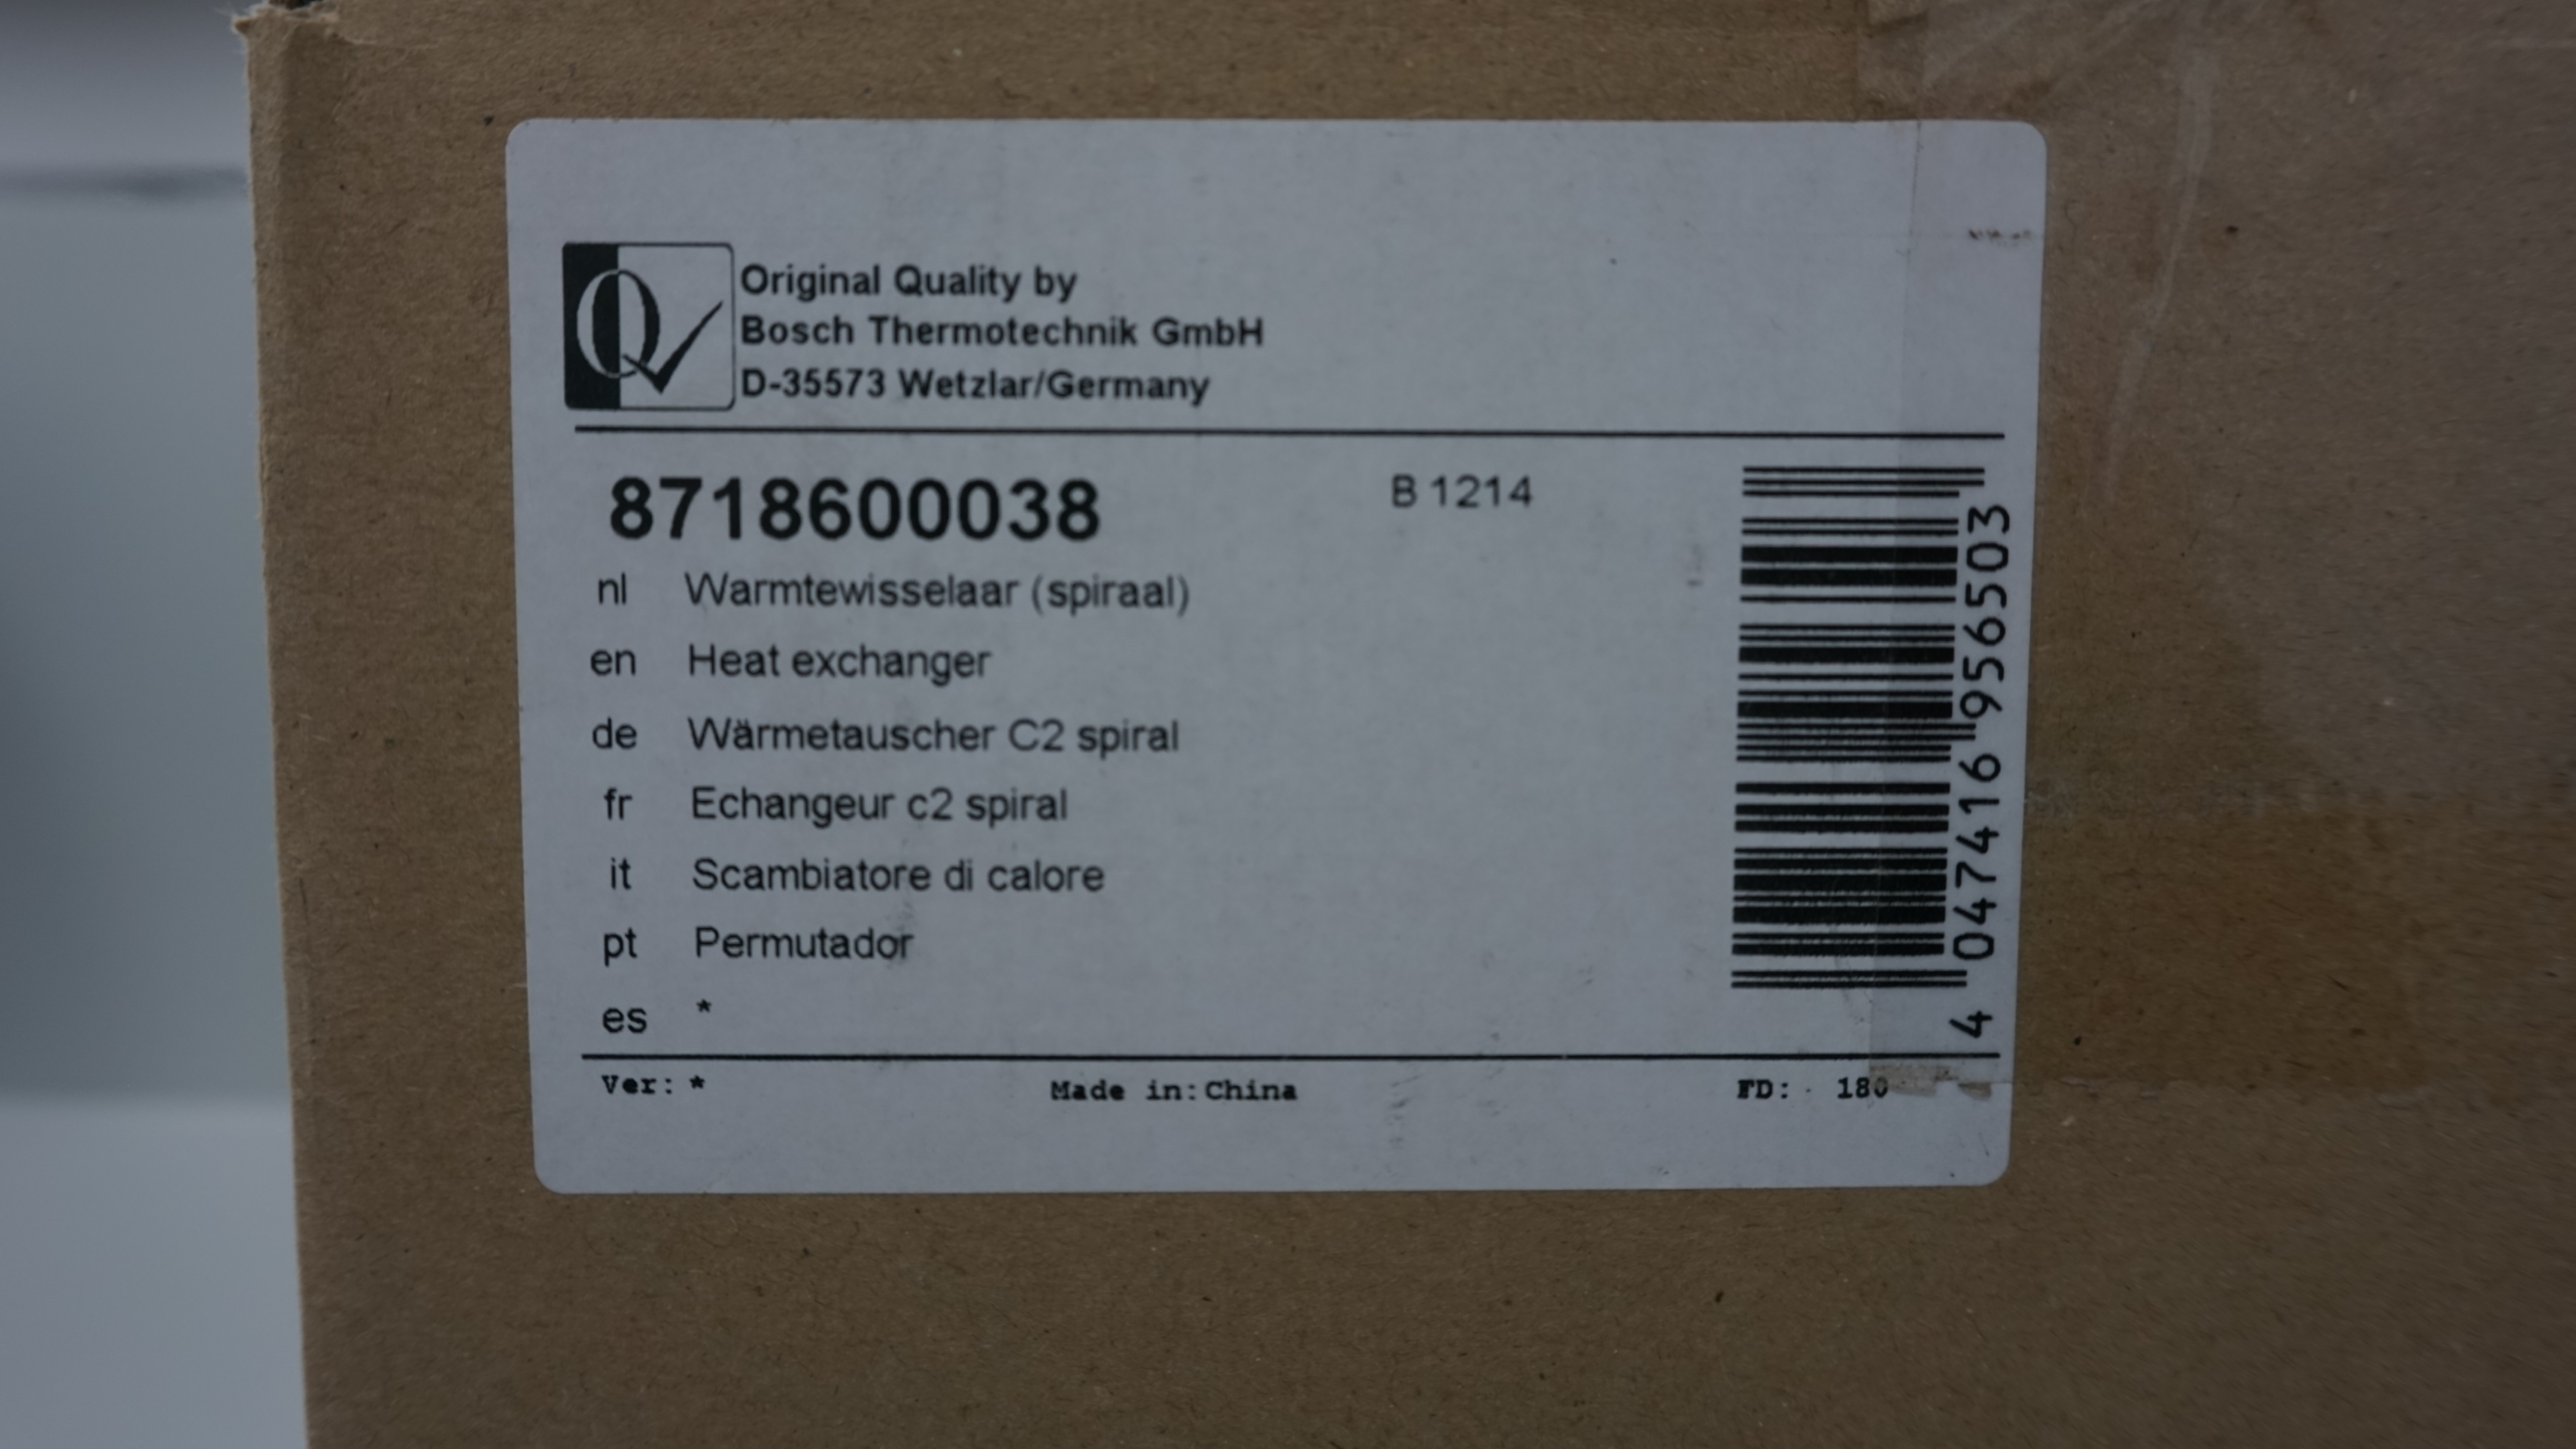 Q
Original Quality by
Bosch Thermotechnik GmbH
D-35573 Wetzlar/Germany
8718600038 B 1214
nl Warmtewisselaar (spiraal)
en Heat exchanger
de Wärmetauscher C2 spiral
fr Echangeur c2 spiral
it Scambiatore di calore
pt Permutador
es *
4 047416 956503
Ver: * Made in: China FD: 180